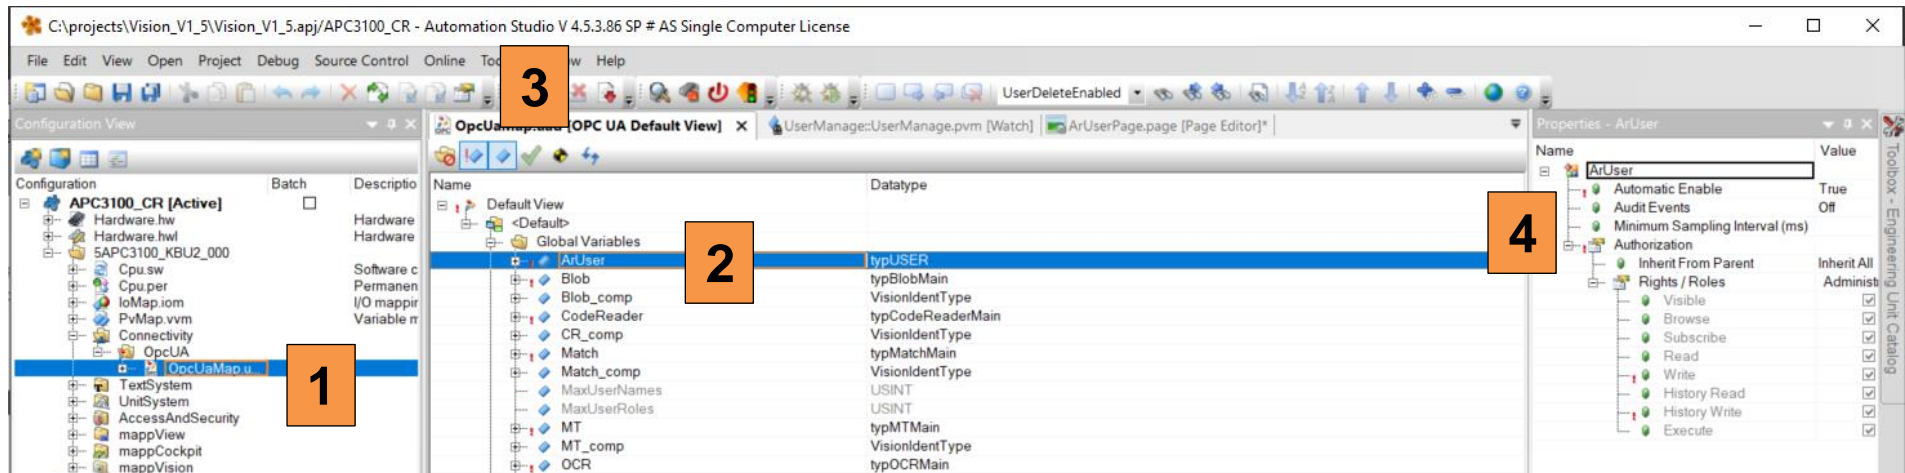 C:\projects\Vision_V1_5\Vision_V1_5.apj/APC3100_CR - Automation Studio V 4.5.3.86 SP # AS Single Computer License
File Edit View Open Project Debug Source Control Online Too w Help
3
UserDeleteEnabled
Configuration View
OpcUaMap.uad [OPC UA Default View] X UserManage::UserManage.pvm [Watch] ArUserPage.page [Page Editor]*
Properties - ArUser
Configuration Batch Descriptio
APC3100_CR [Active]
Hardware.hw Hardware
Hardware.hwl Hardware
5APC3100_KBU2_000
Cpu.sw Software c
Cpu.per Permanen
IoMap.iom I/O mappin
PvMap.vvm Variable m
Connectivity
OpcUA
OpcUaMap.u...
TextSystem
UnitSystem
AccessAndSecurity
mappView
mappCockpit
mappVision
1
Name Datatype
Default View
<Default>
Global Variables
ArUser typUSER
Blob typBlobMain
Blob_comp VisionIdentType
CodeReader typCodeReaderMain
CR_comp VisionIdentType
Match typMatchMain
Match_comp VisionIdentType
MaxUserNames USINT
MaxUserRoles USINT
MT typMTMain
MT_comp VisionIdentType
OCR typOCRMain
2
Name Value
ArUser
Automatic Enable True
Audit Events Off
Minimum Sampling Interval (ms)
Authorization
Inherit From Parent Inherit All
Rights / Roles Administ
Visible
Browse
Subscribe
Read
Write
History Read
History Write
Execute
4
Toolbox - Engineering Unit Catalog